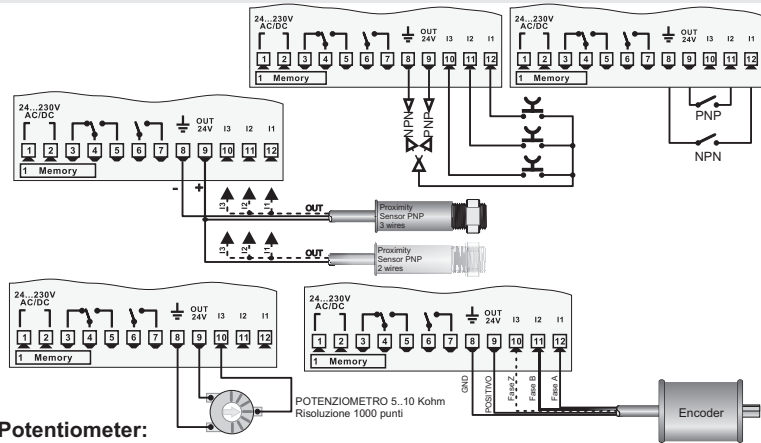 24...230V
AC/DC
OUT
24V
I3 I2 I1
1 2 3 4 5 6 7 8 9 10 11 12
1 Memory
NPN
PNP
24...230V
AC/DC
OUT
24V
I3 I2 I1
1 2 3 4 5 6 7 8 9 10 11 12
1 Memory
PNP
NPN
24...230V
AC/DC
OUT
24V
I3 I2 I1
1 2 3 4 5 6 7 8 9 10 11 12
1 Memory
- +
I3 I2 I1
OUT
Proximity
Sensor PNP
3 wires
I3 I2 I1
OUT
Proximity
Sensor PNP
2 wires
24...230V
AC/DC
OUT
24V
I3 I2 I1
1 2 3 4 5 6 7 8 9 10 11 12
1 Memory
POTENZIOMETRO 5..10 Kohm
Risoluzione 1000 punti
24...230V
AC/DC
OUT
24V
I3 I2 I1
1 2 3 4 5 6 7 8 9 10 11 12
1 Memory
GND
POSITIVO
Fase Z
Fase B
Fase A
Encoder
Potentiometer: